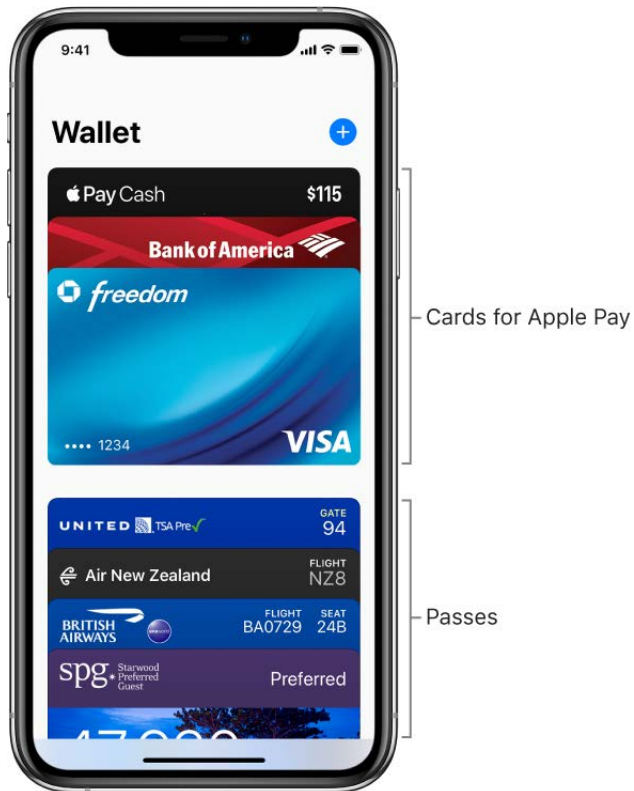 9:41
Wallet
Pay Cash $115
Bank of America
freedom
Cards for Apple Pay
•••• 1234 VISA
UNITED TSA Pre✓ GATE 94
Air New Zealand FLIGHT NZ8
BRITISH AIRWAYS oneworld FLIGHT BA0729 SEAT 24B
Passes
spg* Starwood Preferred Guest Preferred